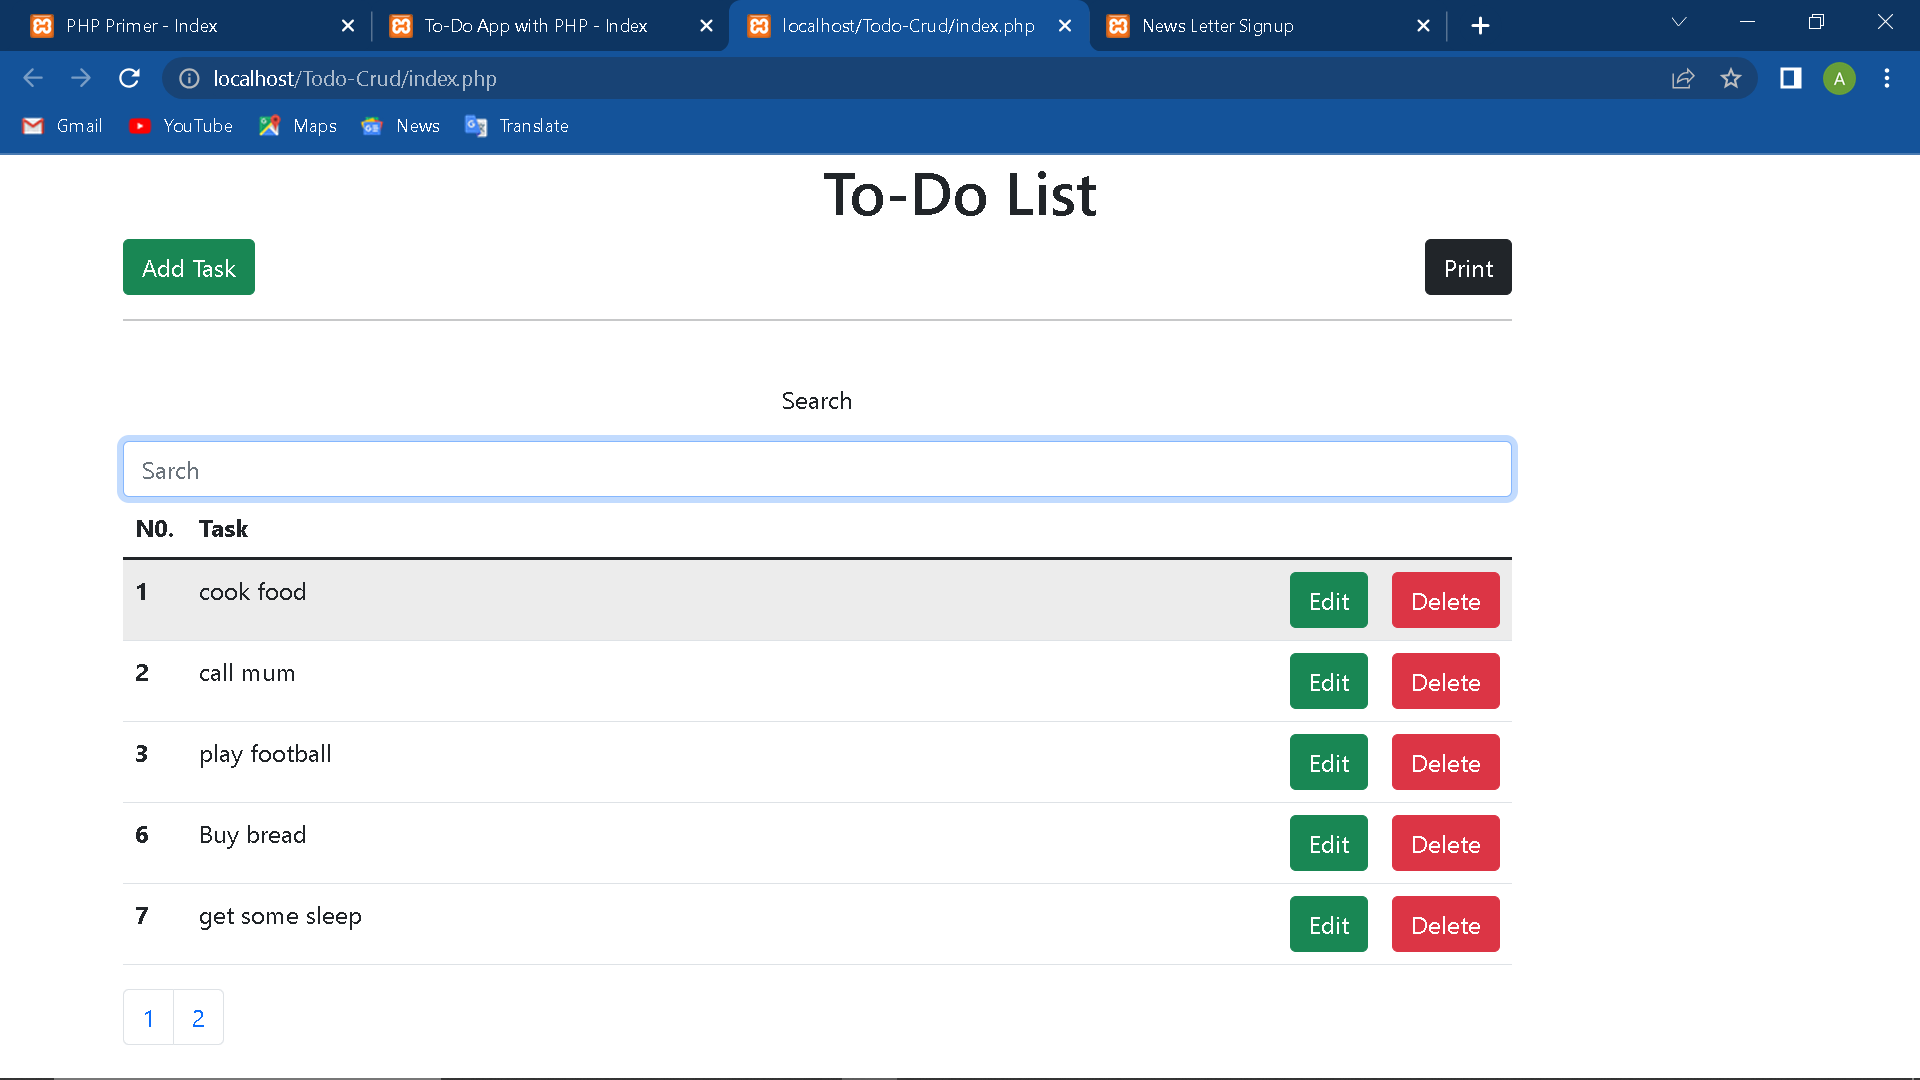 PHP Primer - Index
To-Do App with PHP - Index
localhost/Todo-Crud/index.php
News Letter Signup
localhost/Todo-Crud/index.php
A
Gmail
YouTube
Maps
News
Translate
To-Do List
Add Task
Print
Search
Sarch
N0. Task
1 cook food Edit Delete
2 call mum Edit Delete
3 play football Edit Delete
6 Buy bread Edit Delete
7 get some sleep Edit Delete
1 2